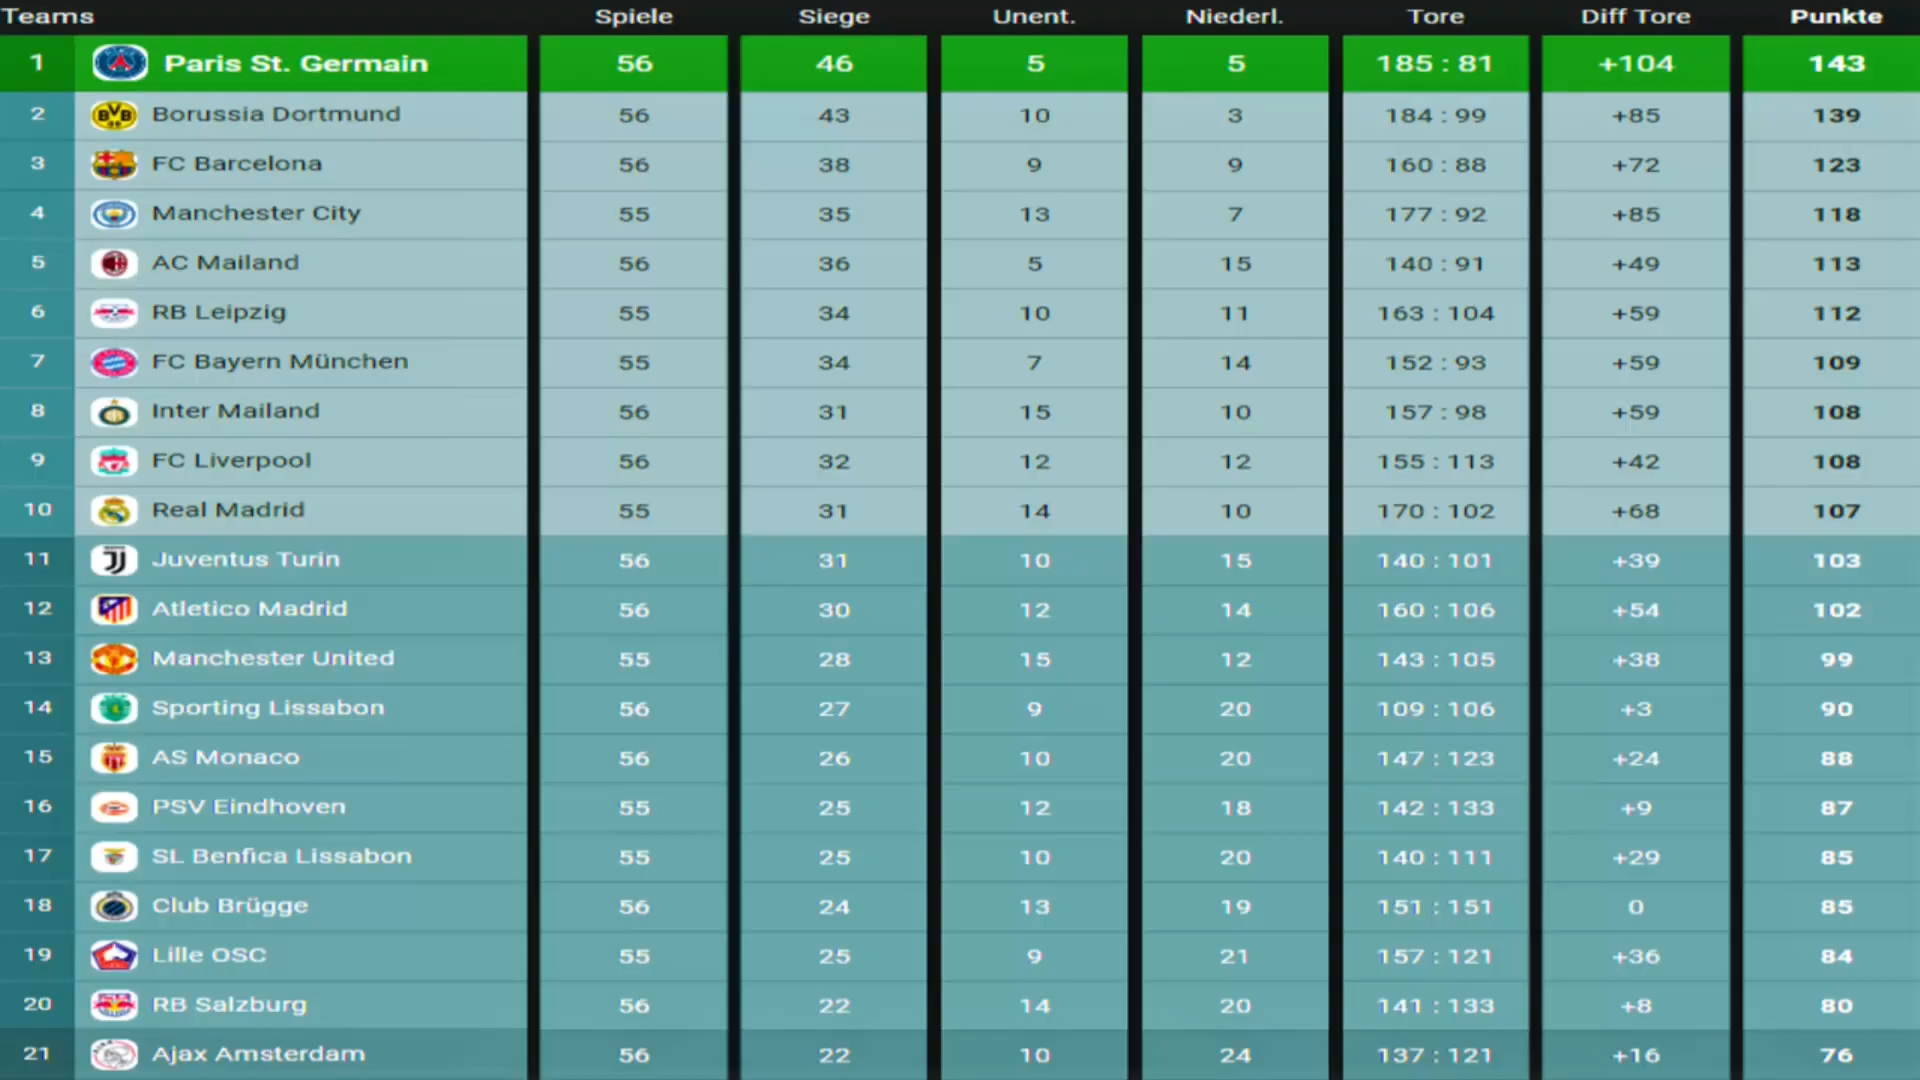 Teams Spiele Siege Unent. Niederl. Tore Diff Tore Punkte
1 Paris St. Germain 56 46 5 5 185 : 81 +104 143
2 Borussia Dortmund 56 43 10 3 184 : 99 +85 139
3 FC Barcelona 56 38 9 9 160 : 88 +72 123
4 Manchester City 55 35 13 7 177 : 92 +85 118
5 AC Mailand 56 36 5 15 140 : 91 +49 113
6 RB Leipzig 55 34 10 11 163 : 104 +59 112
7 FC Bayern München 55 34 7 14 152 : 93 +59 109
8 Inter Mailand 56 31 15 10 157 : 98 +59 108
9 FC Liverpool 56 32 12 12 155 : 113 +42 108
10 Real Madrid 55 31 14 10 170 : 102 +68 107
11 Juventus Turin 56 31 10 15 140 : 101 +39 103
12 Atletico Madrid 56 30 12 14 160 : 106 +54 102
13 Manchester United 55 28 15 12 143 : 105 +38 99
14 Sporting Lissabon 56 27 9 20 109 : 106 +3 90
15 AS Monaco 56 26 10 20 147 : 123 +24 88
16 PSV Eindhoven 55 25 12 18 142 : 133 +9 87
17 SL Benfica Lissabon 55 25 10 20 140 : 111 +29 85
18 Club Brügge 56 24 13 19 151 : 151 0 85
19 Lille OSC 55 25 9 21 157 : 121 +36 84
20 RB Salzburg 56 22 14 20 141 : 133 +8 80
21 Ajax Amsterdam 56 22 10 24 137 : 121 +16 76